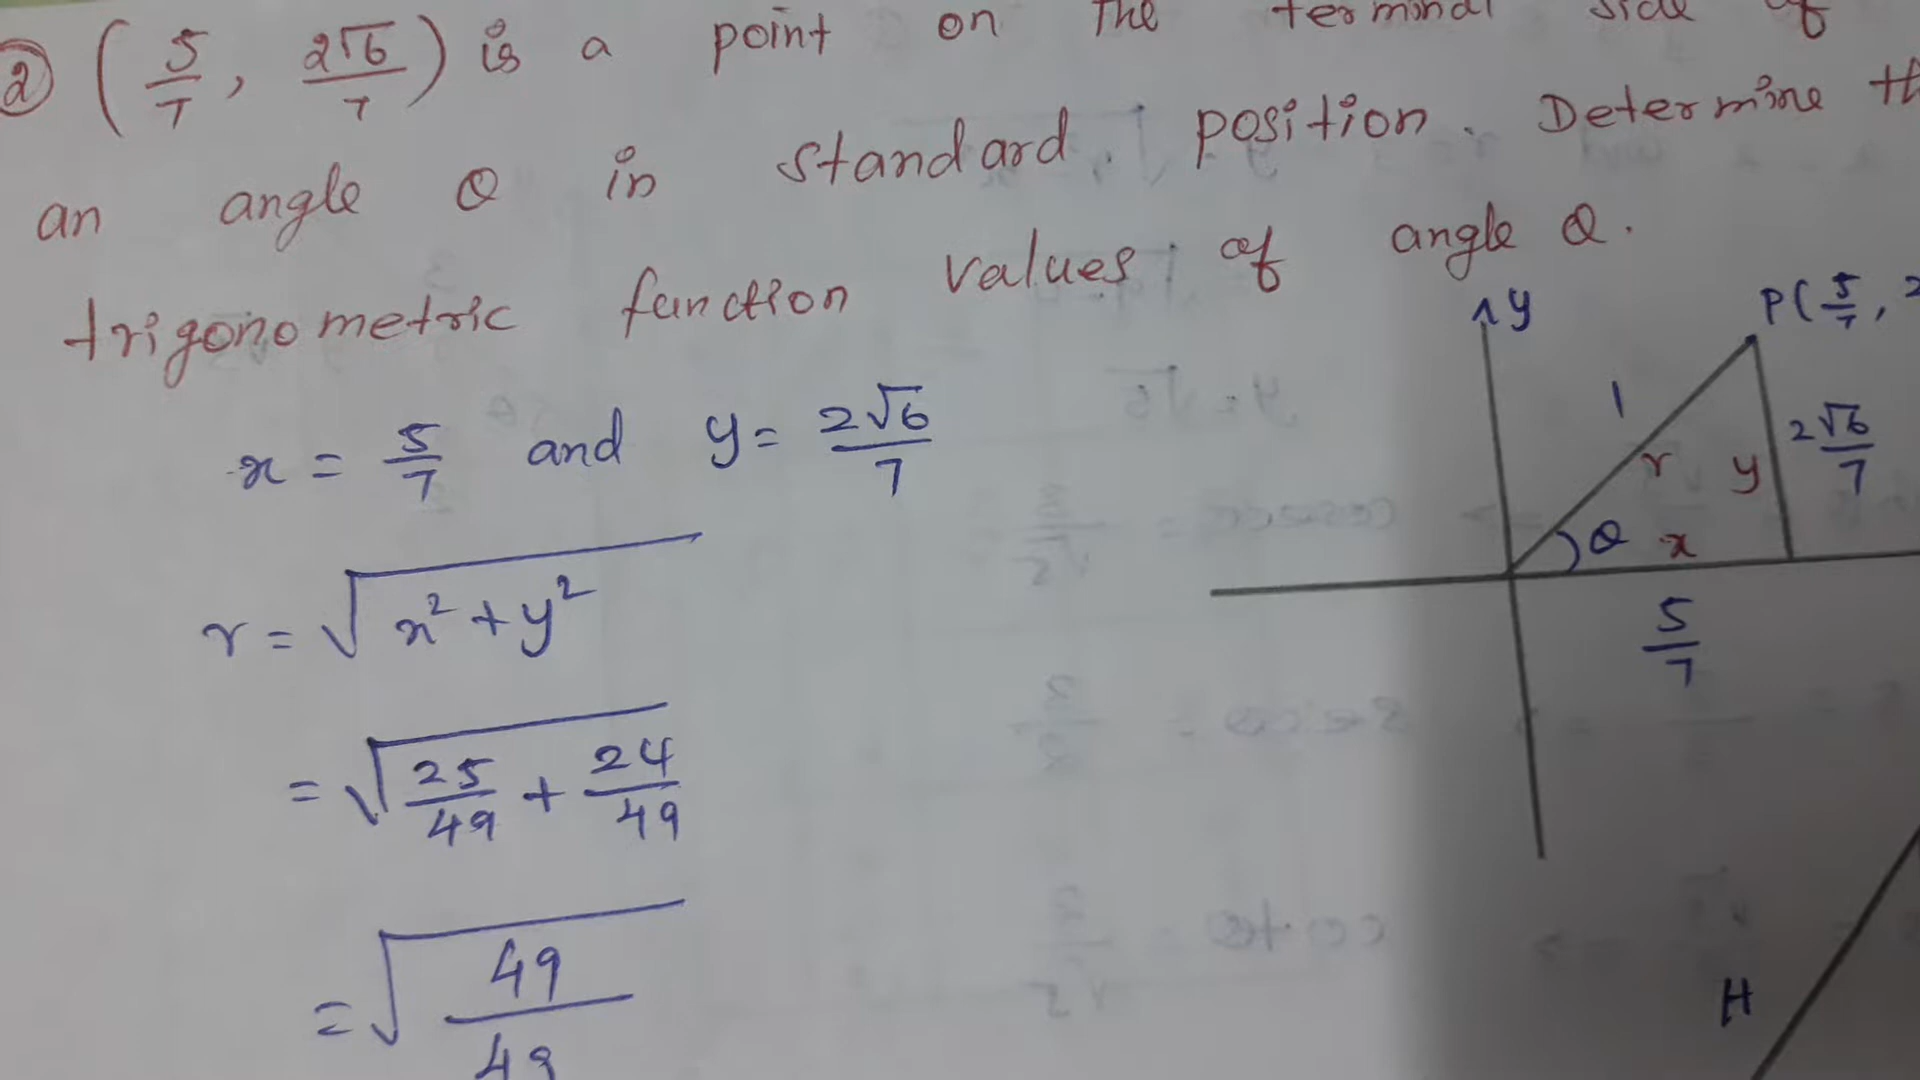 ② (5/7, 2√6/7) is a point on the terminal side of
an angle θ in standard position. Determine th
trigonometric function values of angle θ.
x = 5/7 and y = 2√6/7
r = √(x² + y²)
= √(25/49 + 24/49)
= √(49/49)
y
P(5/7, 2
1
r
y
2√6/7
θ
x
5/7
H